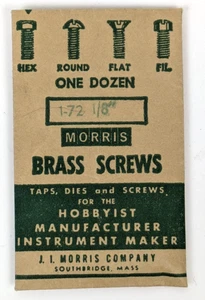 HEX ROUND FLAT FIL.
ONE DOZEN
1-72 1/8"
MORRIS
BRASS SCREWS
TAPS, DIES and SCREWS
FOR THE
HOBBYIST
MANUFACTURER
INSTRUMENT MAKER
J. I. MORRIS COMPANY
SOUTHBRIDGE, MASS